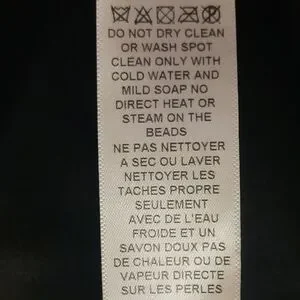 DO NOT DRY CLEAN
OR WASH SPOT
CLEAN ONLY WITH
COLD WATER AND
MILD SOAP NO
DIRECT HEAT OR
STEAM ON THE
BEADS
NE PAS NETTOYER
A SEC OU LAVER
NETTOYER LES
TACHES PROPRE
SEULEMENT
AVEC DE L'EAU
FROIDE ET UN
SAVON DOUX PAS
DE CHALEUR OU DE
VAPEUR DIRECTE
SUR LES PERLES